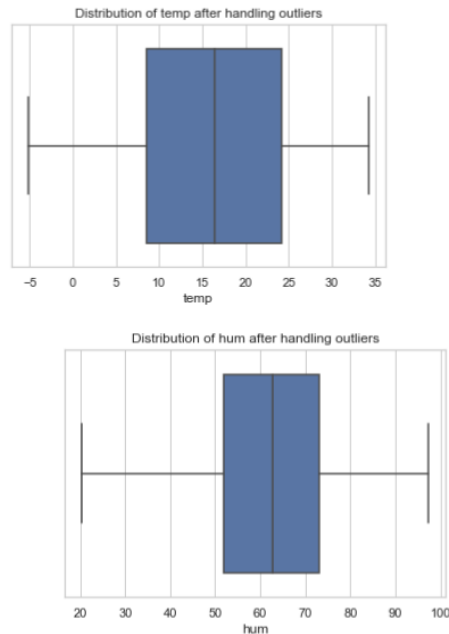 Distribution of temp after handling outliers
−5 0 5 10 15 20 25 30 35
temp
Distribution of hum after handling outliers
20 30 40 50 60 70 80 90 100
hum